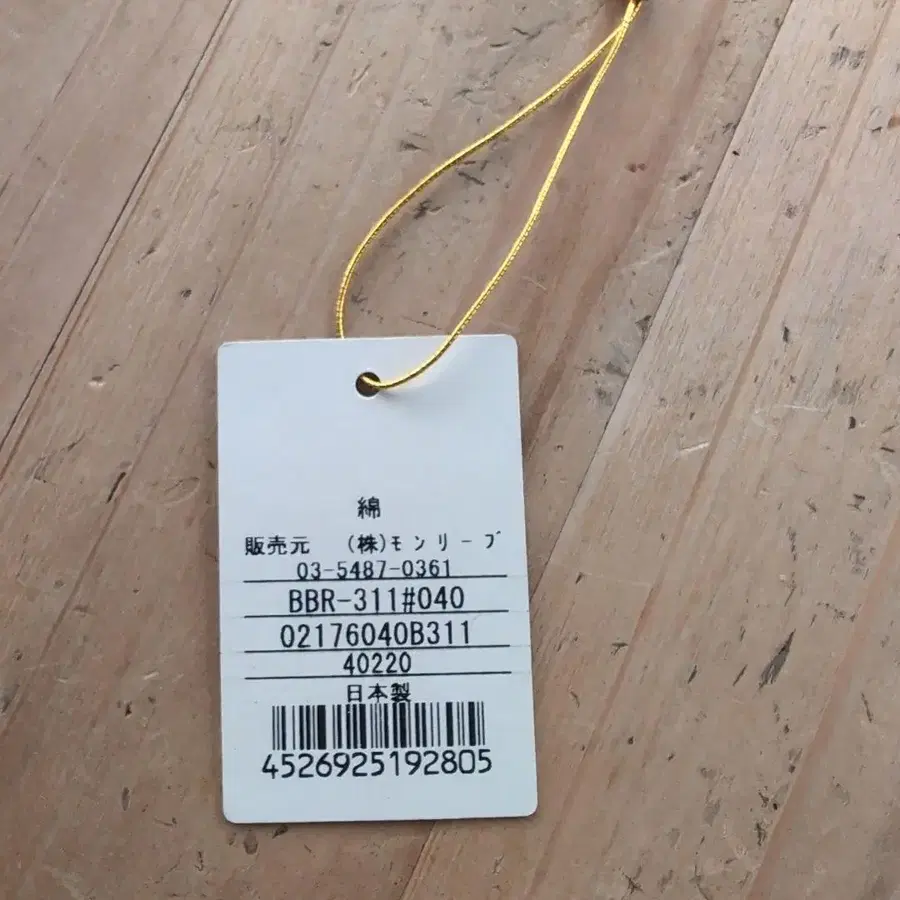 綿
販売元 (株)モンリーブ
03-5487-0361
BBR-311#040
02176040B311
40220
日本製
4526925192805